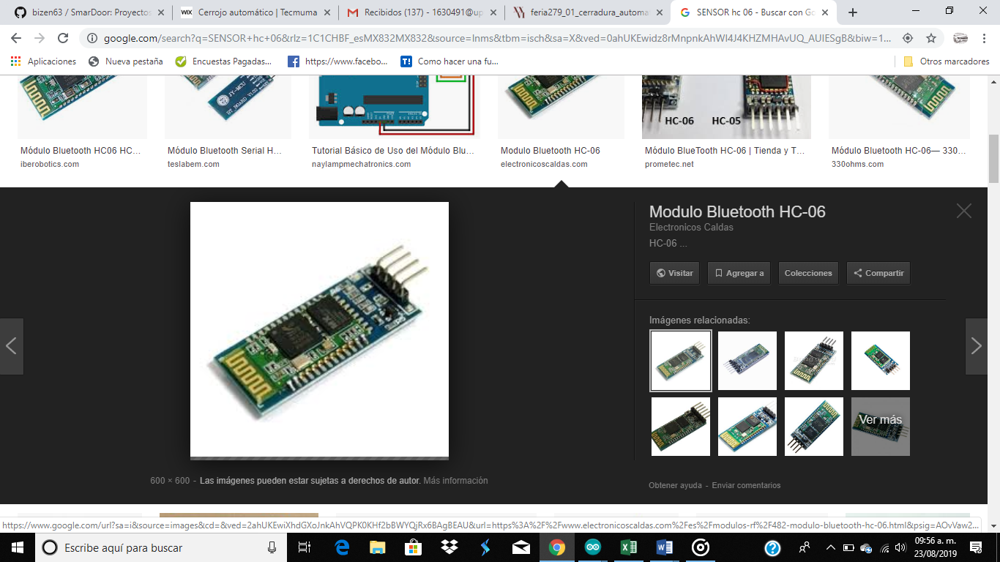 bizen63 / SmarDoor: Proyectos
Cerrojo automático | Tecmuma
Recibidos (137) - 1630491@up
feria279_01_cerradura_automa
SENSOR hc 06 - Buscar con Go
google.com/search?q=SENSOR+hc+06&rlz=1C1CHBF_esMX832MX832&source=lnms&tbm=isch&sa=X&ved=0ahUKEwidz8rMnpnkAhWl4J4KHZMHAvUQ_AUIESgB&biw=1...
Aplicaciones
Nueva pestaña
Encuestas Pagadas...
https://www.facebo...
Como hacer una fu...
Otros marcadores
JY-MCU
HC-06
HC-05
Módulo Bluetooth HC06 HC...
iberobotics.com
Módulo Bluetooth Serial H...
teslabem.com
Tutorial Básico de Uso del Módulo Blu...
naylampmechatronics.com
Modulo Bluetooth HC-06
electronicoscaldas.com
Módulo BlueTooth HC-06 | Tienda y T...
prometec.net
Módulo Bluetooth HC-06— 330...
330ohms.com
Modulo Bluetooth HC-06
Electronicos Caldas
HC-06 ...
Visitar
Agregar a
Colecciones
Compartir
Imágenes relacionadas:
Ver más
600 × 600 - Las imágenes pueden estar sujetas a derechos de autor. Más información
Obtener ayuda - Enviar comentarios
https://www.google.com/url?sa=i&source=images&cd=&ved=2ahUKEwiXhdGXoJnkAhVQPK0KHf2bBWYQjRx6BAgBEAU&url=https%3A%2F%2Fwww.electronicoscaldas.com%2Fes%2Fmodulos-rf%2F482-modulo-bluetooth-hc-06.html&psig=AOvVaw2...
Escribe aquí para buscar
09:56 a. m.
23/08/2019